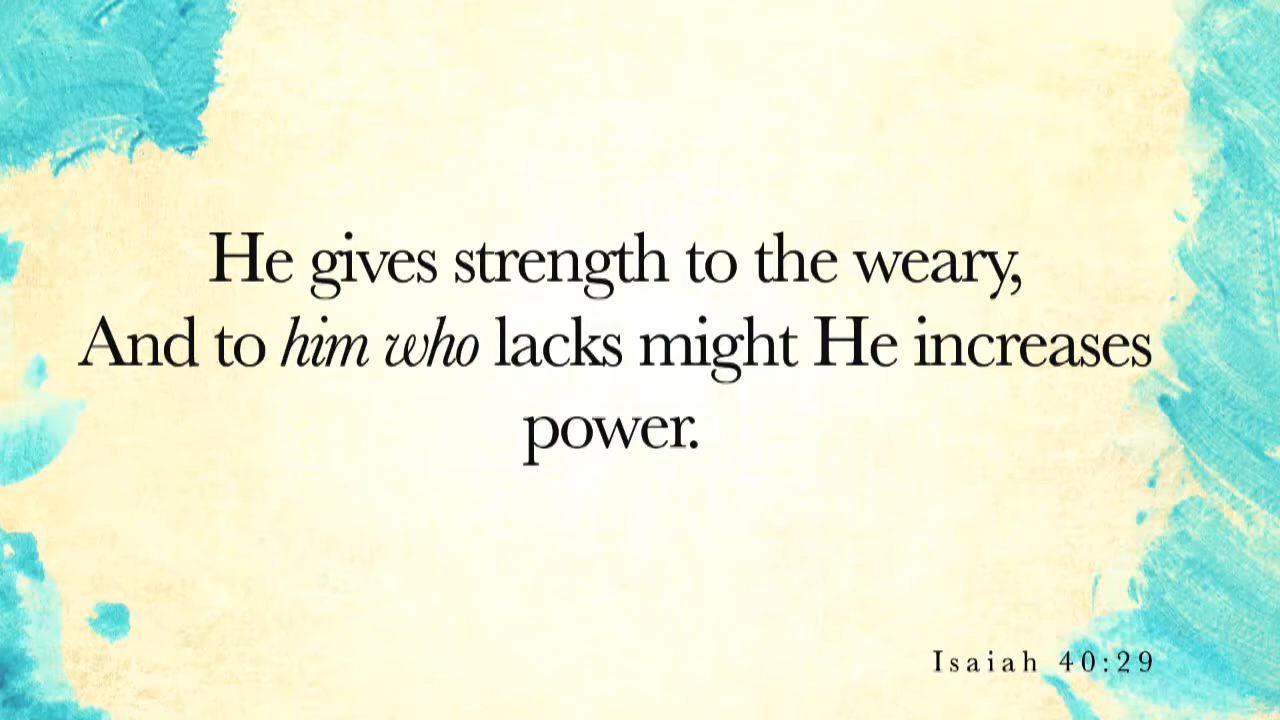 He gives strength to the weary,
And to him who lacks might He increases
power.
Isaiah 40:29